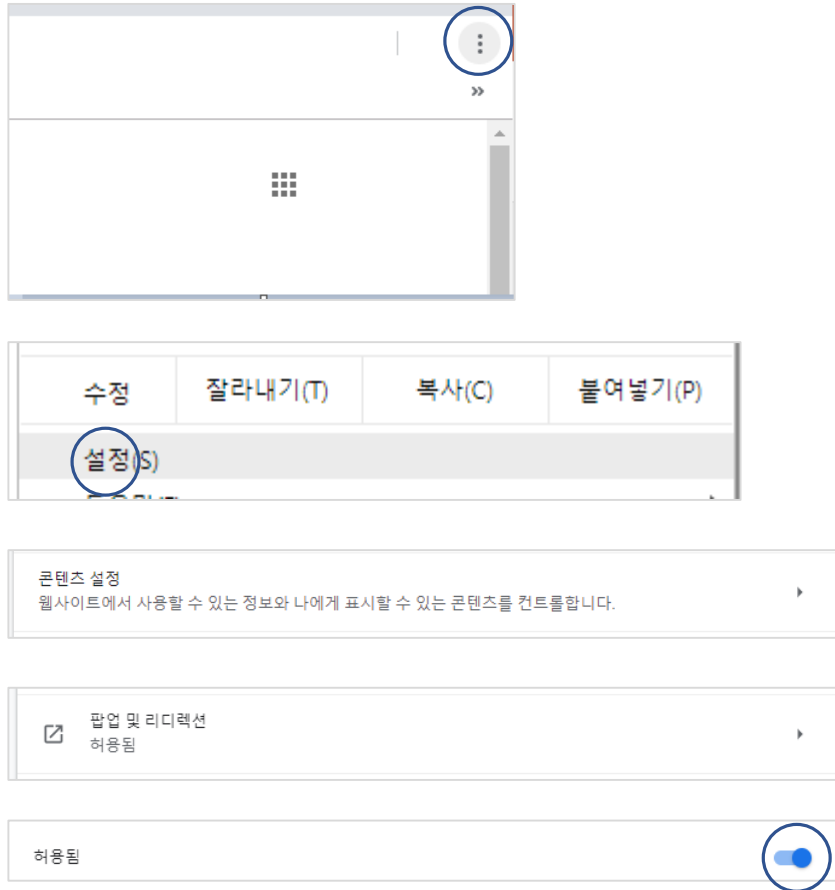 수정 잘라내기(T) 복사(C) 붙여넣기(P)
설정(S)
콘텐츠 설정
웹사이트에서 사용할 수 있는 정보와 나에게 표시할 수 있는 콘텐츠를 컨트롤합니다.
팝업 및 리디렉션
허용됨
허용됨